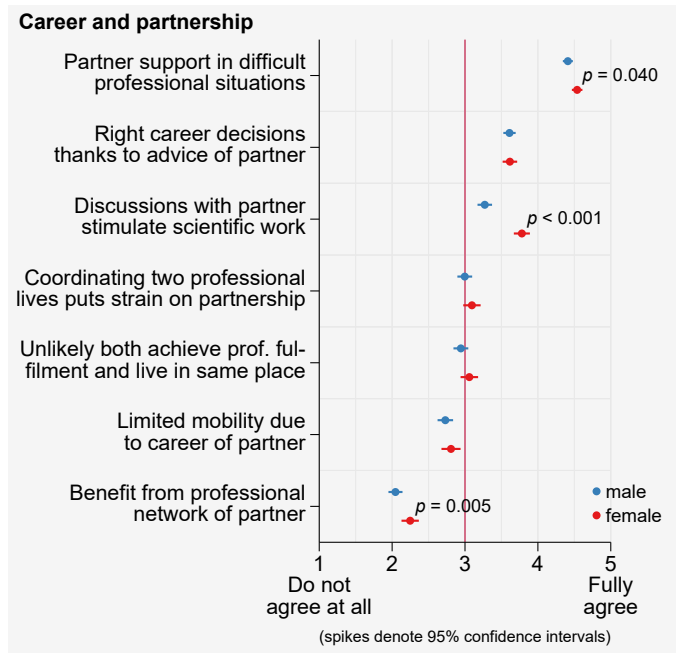 Career and partnership
Partner support in difficult
professional situations
p = 0.040
Right career decisions
thanks to advice of partner
Discussions with partner
stimulate scientific work
p < 0.001
Coordinating two professional
lives puts strain on partnership
Unlikely both achieve prof. ful-
filment and live in same place
Limited mobility due
to career of partner
Benefit from professional
network of partner
p = 0.005
male
female
1 2 3 4 5
Do not
agree at all
Fully
agree
(spikes denote 95% confidence intervals)